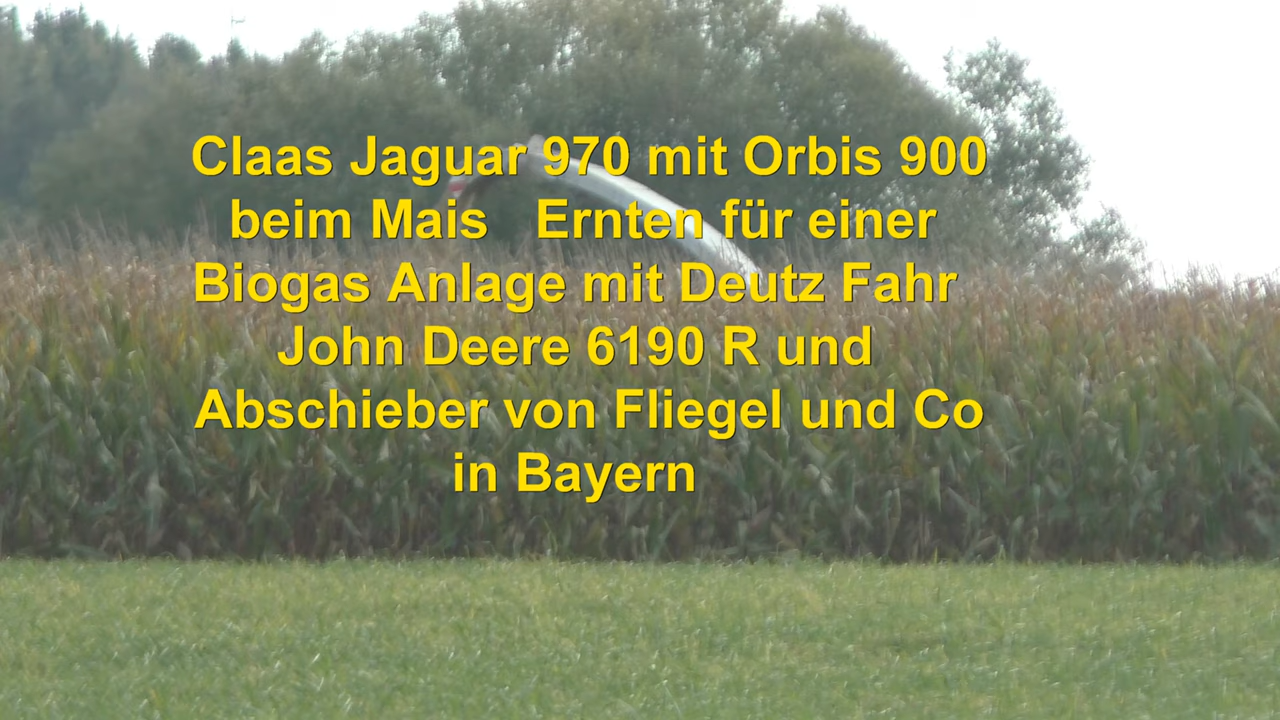 Claas Jaguar 970 mit Orbis 900
beim Mais Ernten für einer
Biogas Anlage mit Deutz Fahr
John Deere 6190 R und
Abschieber von Fliegel und Co
in Bayern